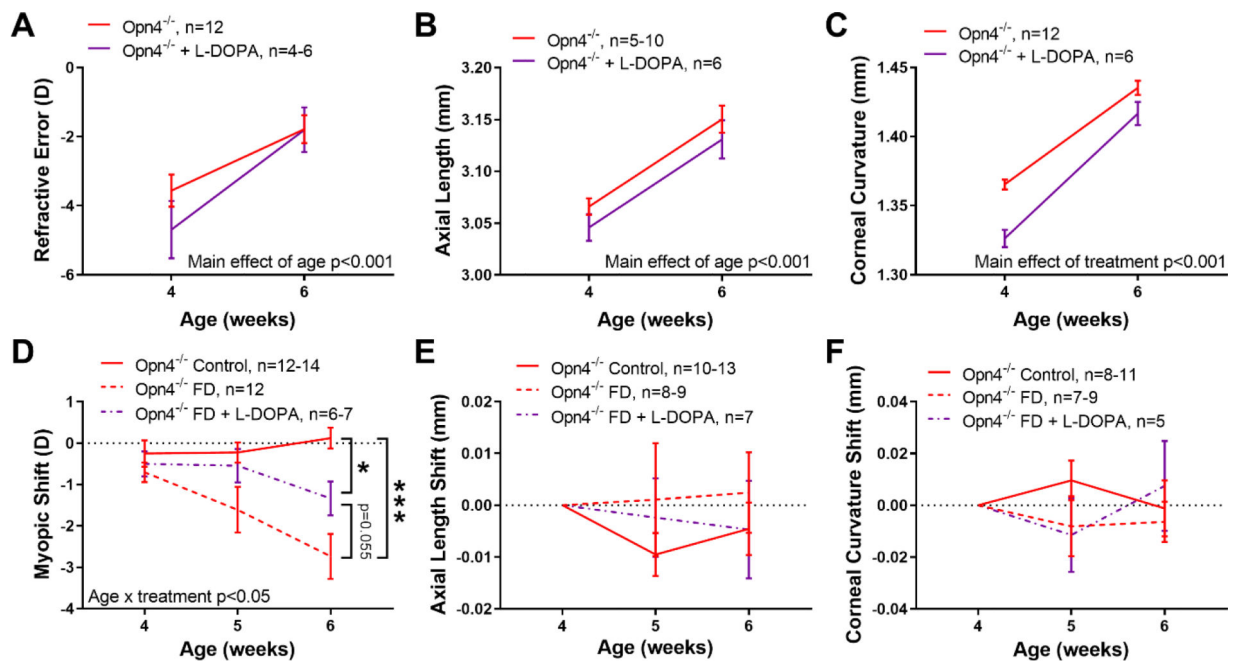 A
Opn4-/-, n=12
Opn4-/- + L-DOPA, n=4-6
Refractive Error (D)
0
-2
-4
-6
Main effect of age p<0.001
4
6
Age (weeks)
B
Opn4-/-, n=5-10
Opn4-/- + L-DOPA, n=6
Axial Length (mm)
3.20
3.15
3.10
3.05
3.00
Main effect of age p<0.001
4
6
Age (weeks)
C
Opn4-/-, n=12
Opn4-/- + L-DOPA, n=6
Corneal Curvature (mm)
1.45
1.40
1.35
1.30
Main effect of treatment p<0.001
4
6
Age (weeks)
D
Opn4-/- Control, n=12-14
Opn4-/- FD, n=12
Opn4-/- FD + L-DOPA, n=6-7
Myopic Shift (D)
1
0
-1
-2
-3
-4
*
p=0.055
***
Age x treatment p<0.05
4
5
6
Age (weeks)
E
Opn4-/- Control, n=10-13
Opn4-/- FD, n=8-9
Opn4-/- FD + L-DOPA, n=7
Axial Length Shift (mm)
0.02
0.01
0.00
-0.01
-0.02
4
5
6
Age (weeks)
F
Opn4-/- Control, n=8-11
Opn4-/- FD, n=7-9
Opn4-/- FD + L-DOPA, n=5
Corneal Curvature Shift (mm)
0.04
0.02
0.00
-0.02
-0.04
4
5
6
Age (weeks)